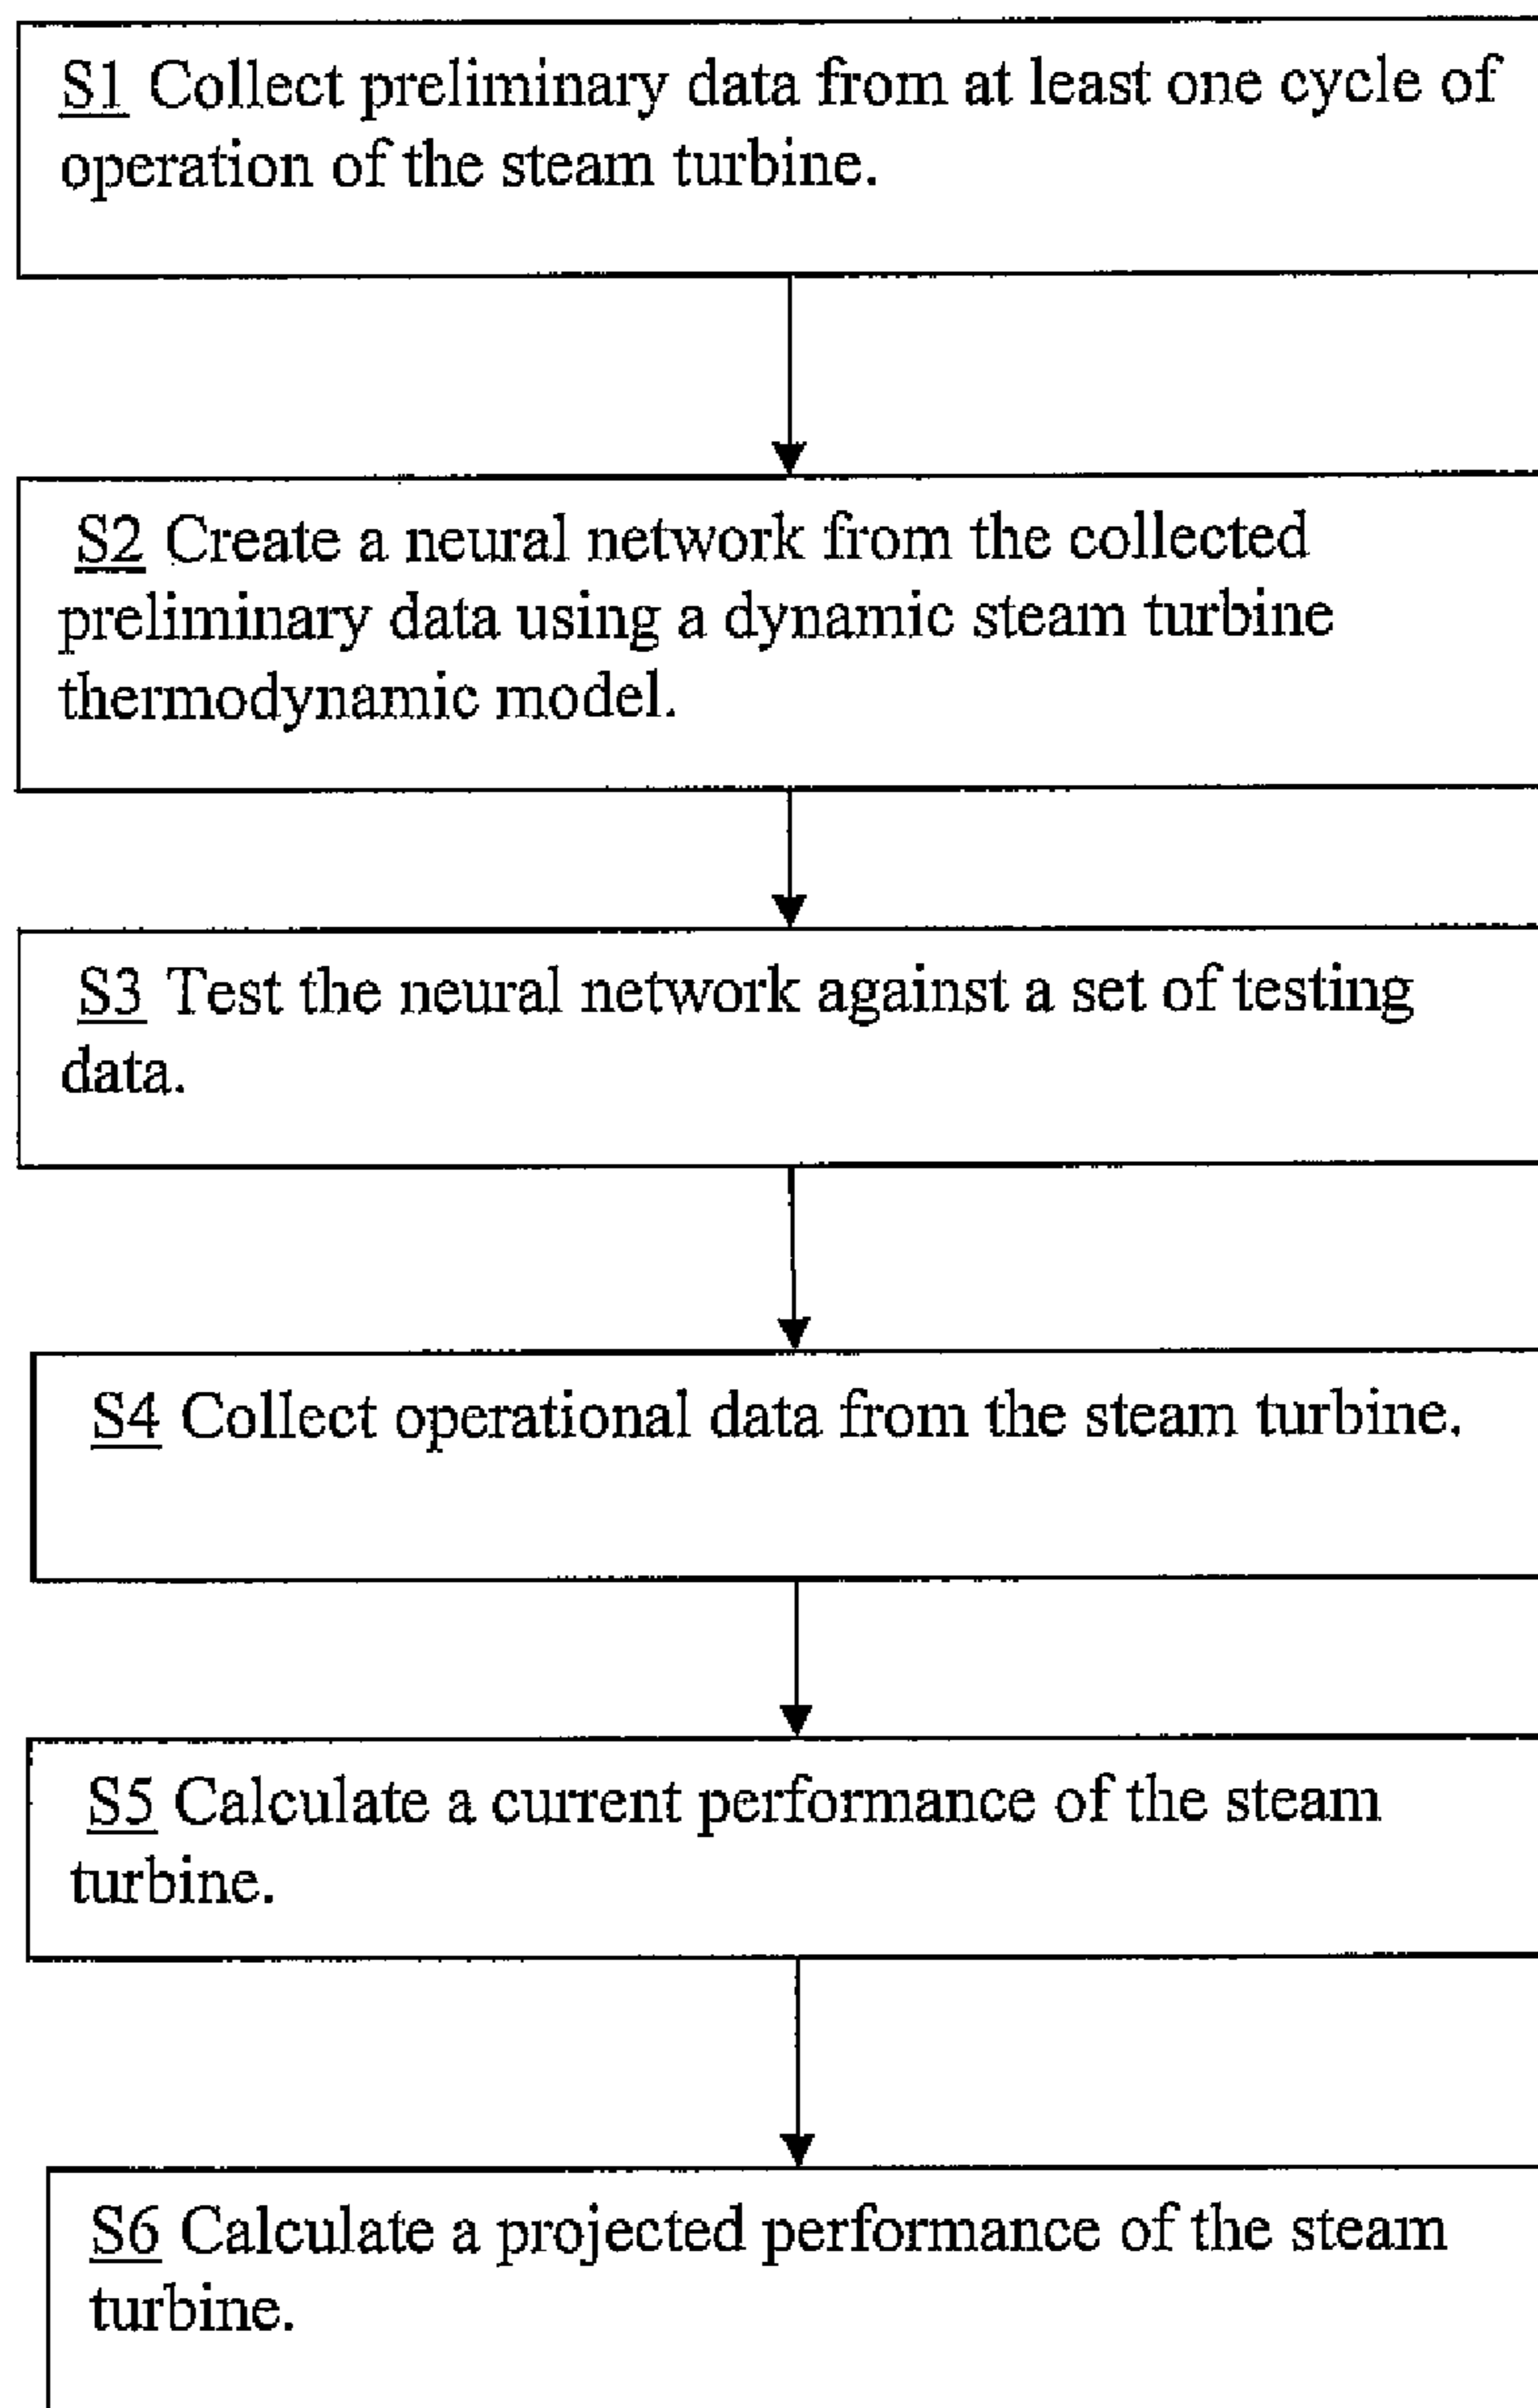 S1 Collect preliminary data from at least one cycle of
operation of the steam turbine.
S2 Create a neural network from the collected
preliminary data using a dynamic steam turbine
thermodynamic model.
S3 Test the neural network against a set of testing
data.
S4 Collect operational data from the steam turbine.
S5 Calculate a current performance of the steam
turbine.
S6 Calculate a projected performance of the steam
turbine.